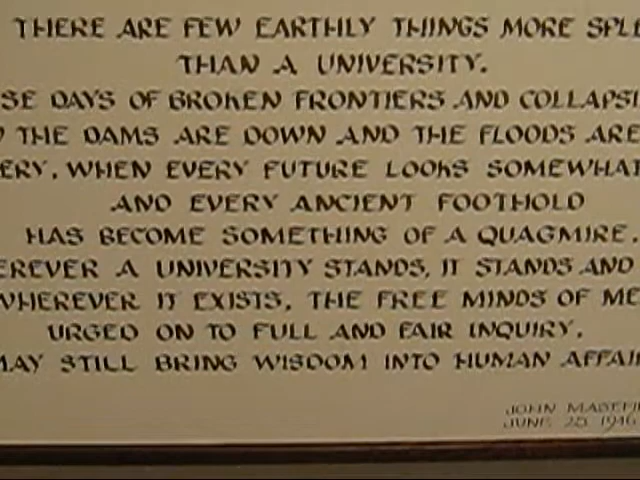 THERE ARE FEW EARTHLY THINGS MORE SPLE
THAN A UNIVERSITY.
SE DAYS OF BROKEN FRONTIERS AND COLLAPSI
THE DAMS ARE DOWN AND THE FLOODS ARE
ERY, WHEN EVERY FUTURE LOOKS SOMEWHAT
AND EVERY ANCIENT FOOTHOLD
HAS BECOME SOMETHING OF A QUAGMIRE,
EREVER A UNIVERSITY STANDS, IT STANDS AND
WHEREVER IT EXISTS, THE FREE MINDS OF ME
URGED ON TO FULL AND FAIR INQUIRY,
MAY STILL BRING WISDOM INTO HUMAN AFFAI
JOHN MASEFI
JUNE 25, 1946